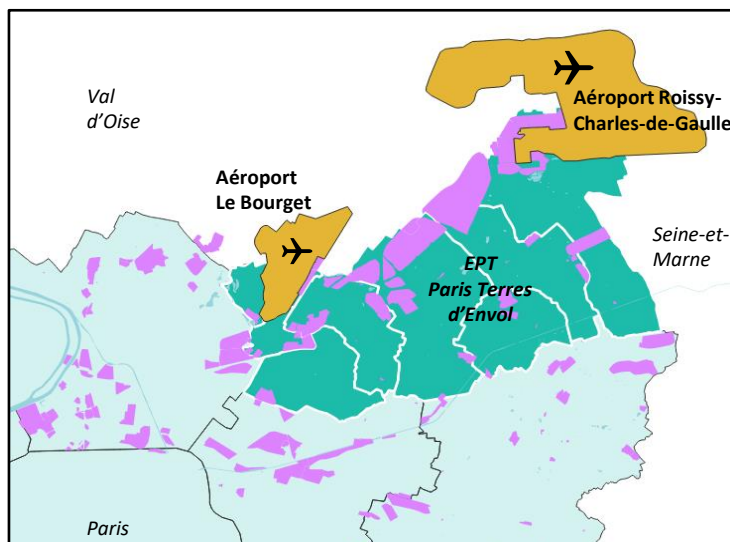 Val
d'Oise
Aéroport Roissy-
Charles-de-Gaulle
Aéroport
Le Bourget
Seine-et-
Marne
EPT
Paris Terres
d'Envol
Paris